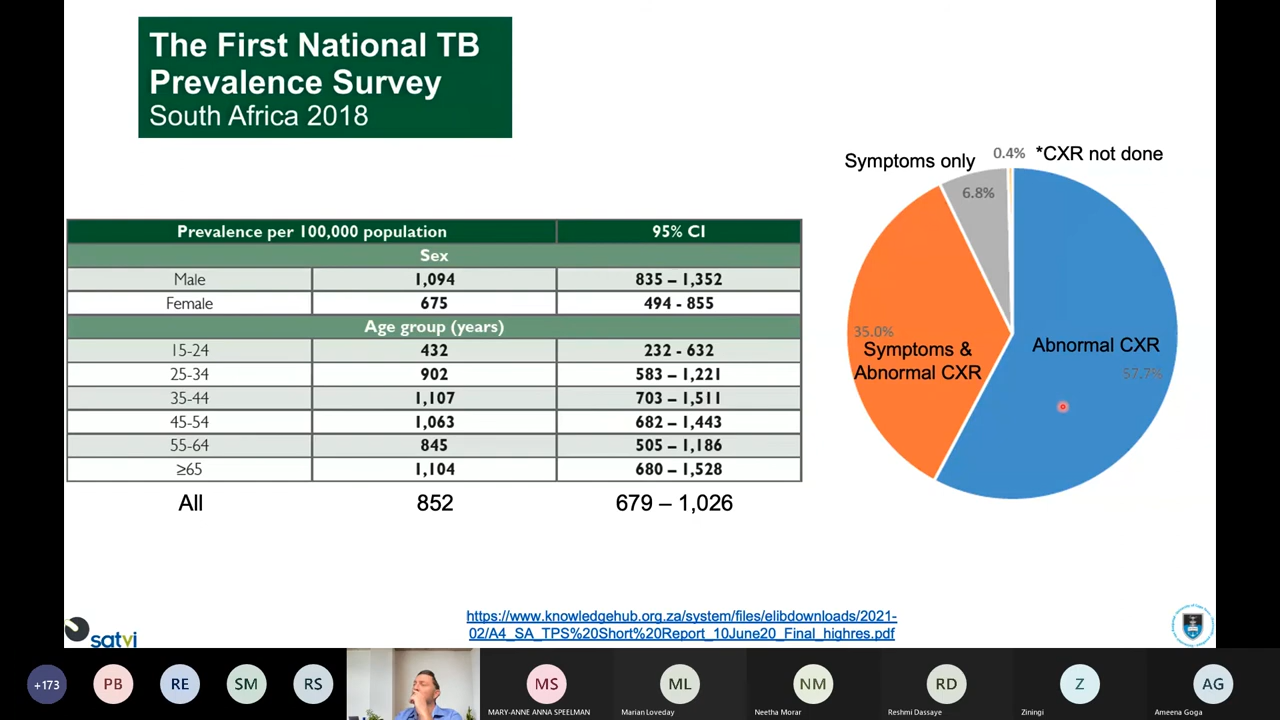 The First National TB
Prevalence Survey
South Africa 2018
Symptoms only
0.4%
*CXR not done
6.8%
35.0%
Symptoms &
Abnormal CXR
Abnormal CXR
57.7%
Prevalence per 100,000 population 95% CI
Sex
Male 1,094 835 – 1,352
Female 675 494 - 855
Age group (years)
15-24 432 232 - 632
25-34 902 583 – 1,221
35-44 1,107 703 – 1,511
45-54 1,063 682 – 1,443
55-64 845 505 – 1,186
≥65 1,104 680 – 1,528
All 852 679 – 1,026
https://www.knowledgehub.org.za/system/files/elibdownloads/2021-
02/A4_SA_TPS%20Short%20Report_10June20_Final_highres.pdf
satvi
+173
PB
RE
SM
RS
MS
MARY-ANNE ANNA SPEELMAN
ML
Marian Loveday
NM
Neetha Morar
RD
Reshmi Dassaye
Z
Ziningi
AG
Ameena Goga